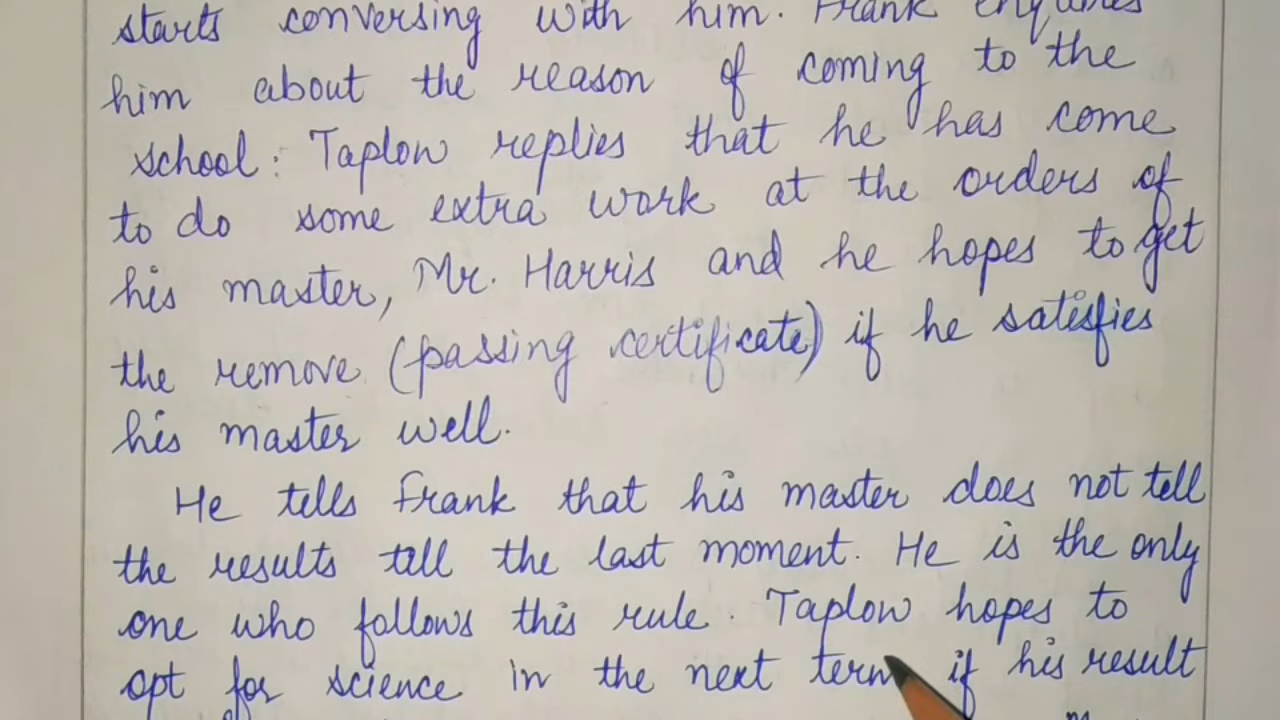 starts conversing with him. Frank enquires
him about the reason of coming to the
school. Taplow replies that he has come
to do some extra work at the orders of
his master, Mr. Harris and he hopes to get
the remove (passing certificate) if he satisfies
his master well.
He tells Frank that his master does not tell
the results till the last moment. He is the only
one who follows this rule. Taplow hopes to
opt for science in the next term if his result